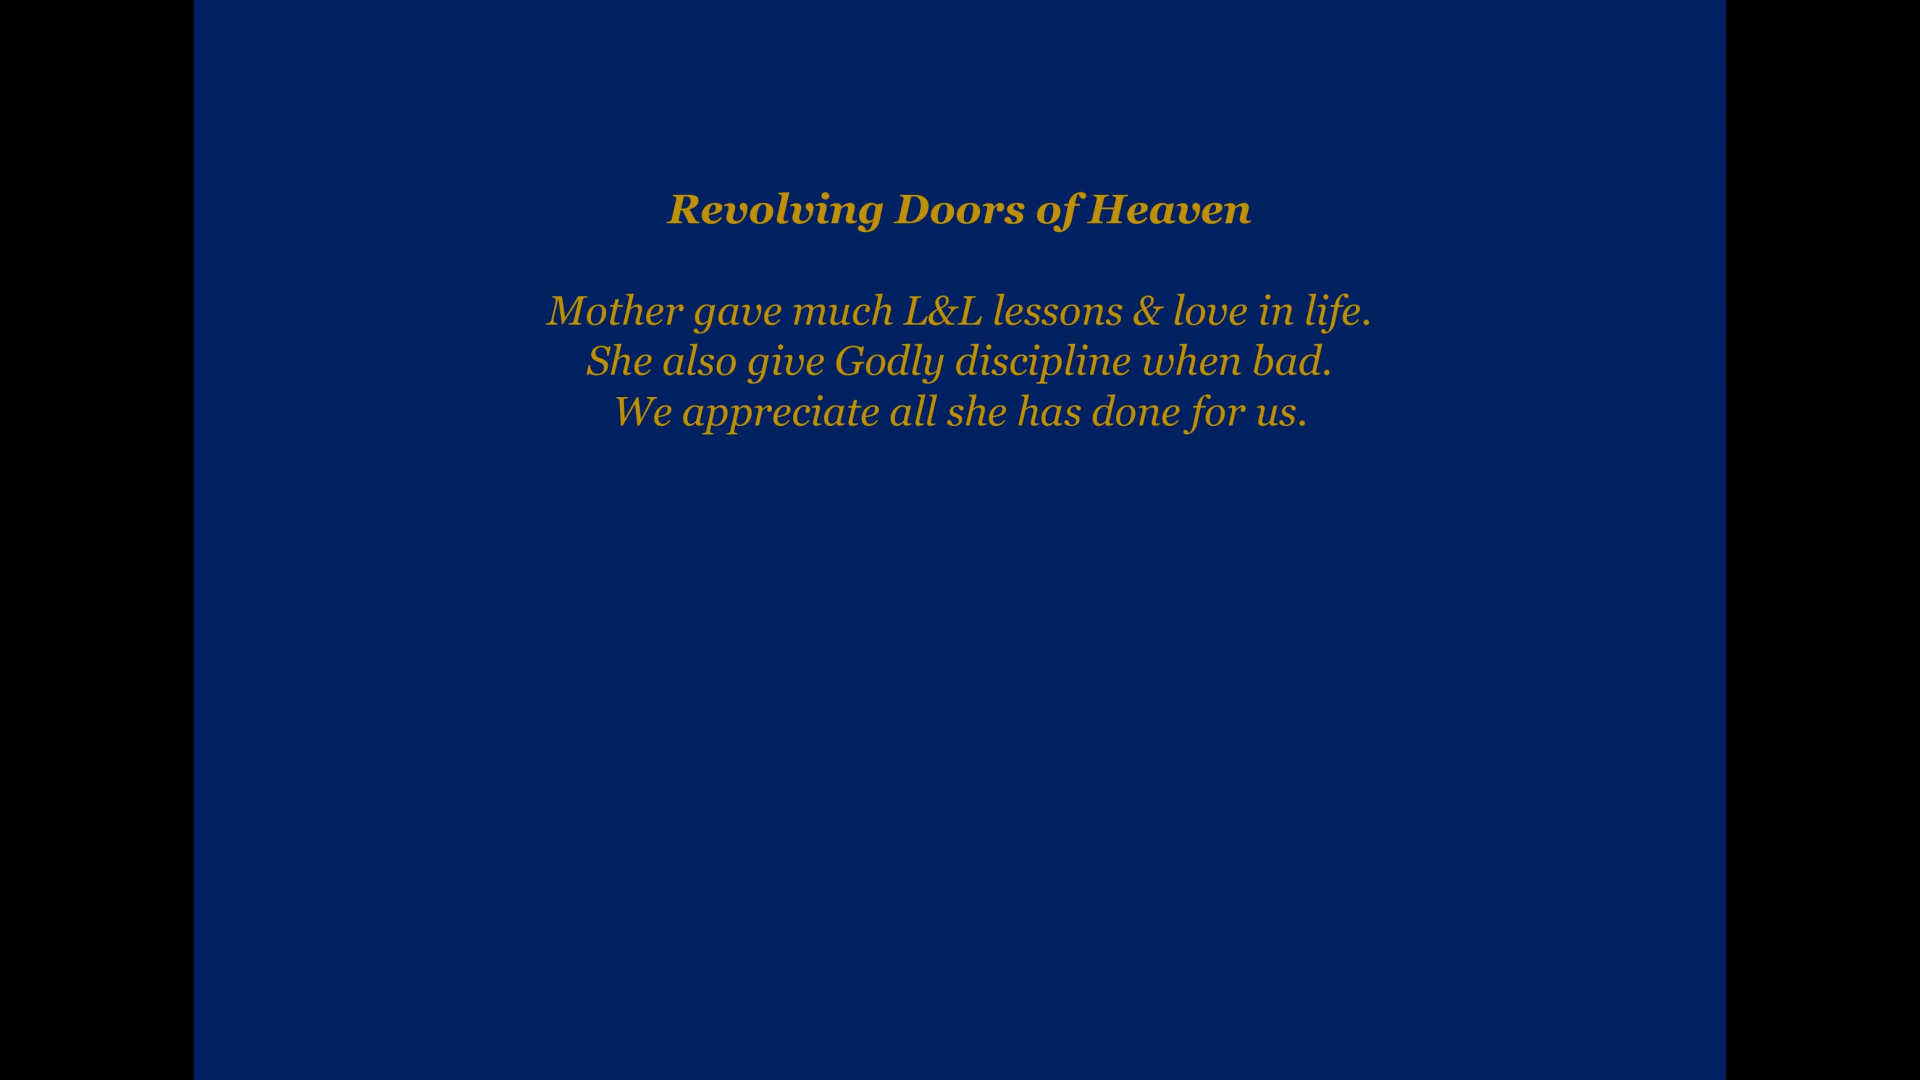 Revolving Doors of Heaven
Mother gave much L&L lessons & love in life.
She also give Godly discipline when bad.
We appreciate all she has done for us.